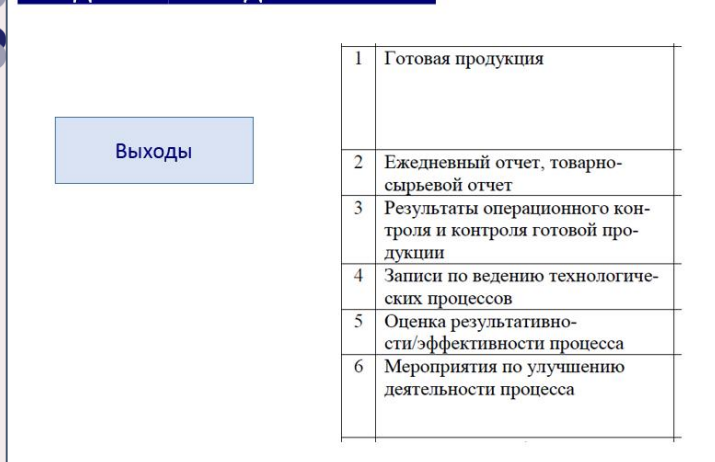 Выходы
1 Готовая продукция
2 Ежедневный отчет, товарно-
сырьевой отчет
3 Результаты операционного кон-
троля и контроля готовой про-
дукции
4 Записи по ведению технологиче-
ских процессов
5 Оценка результативно-
сти/эффективности процесса
6 Мероприятия по улучшению
деятельности процесса